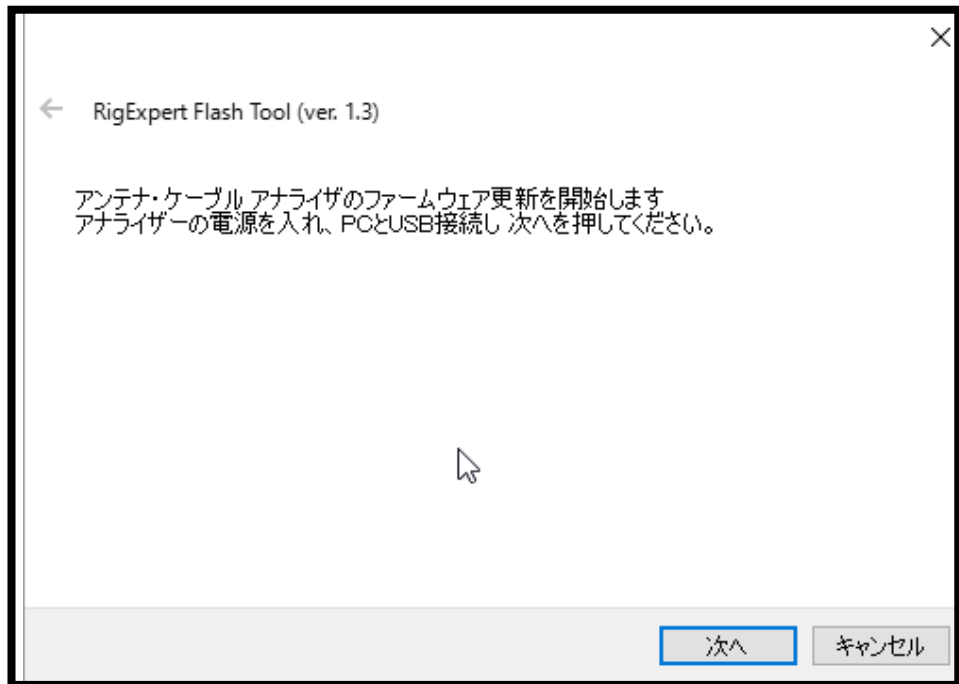 RigExpert Flash Tool (ver. 1.3)
アンテナ・ケーブル アナライザのファームウェア更新を開始します
アナライザーの電源を入れ、PCとUSB接続し 次へを押してください。
次へ
キャンセル